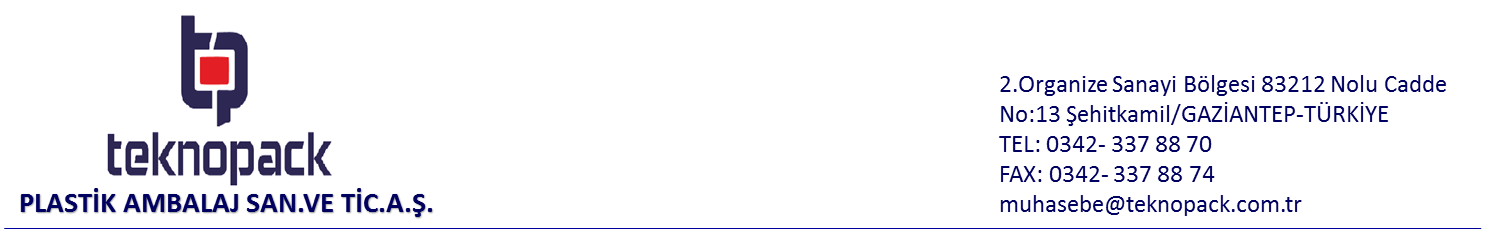 teknopack
PLASTİK AMBALAJ SAN.VE TİC.A.Ş.
2.Organize Sanayi Bölgesi 83212 Nolu Cadde
No:13 Şehitkamil/GAZİANTEP-TÜRKİYE
TEL: 0342- 337 88 70
FAX: 0342- 337 88 74
muhasebe@teknopack.com.tr